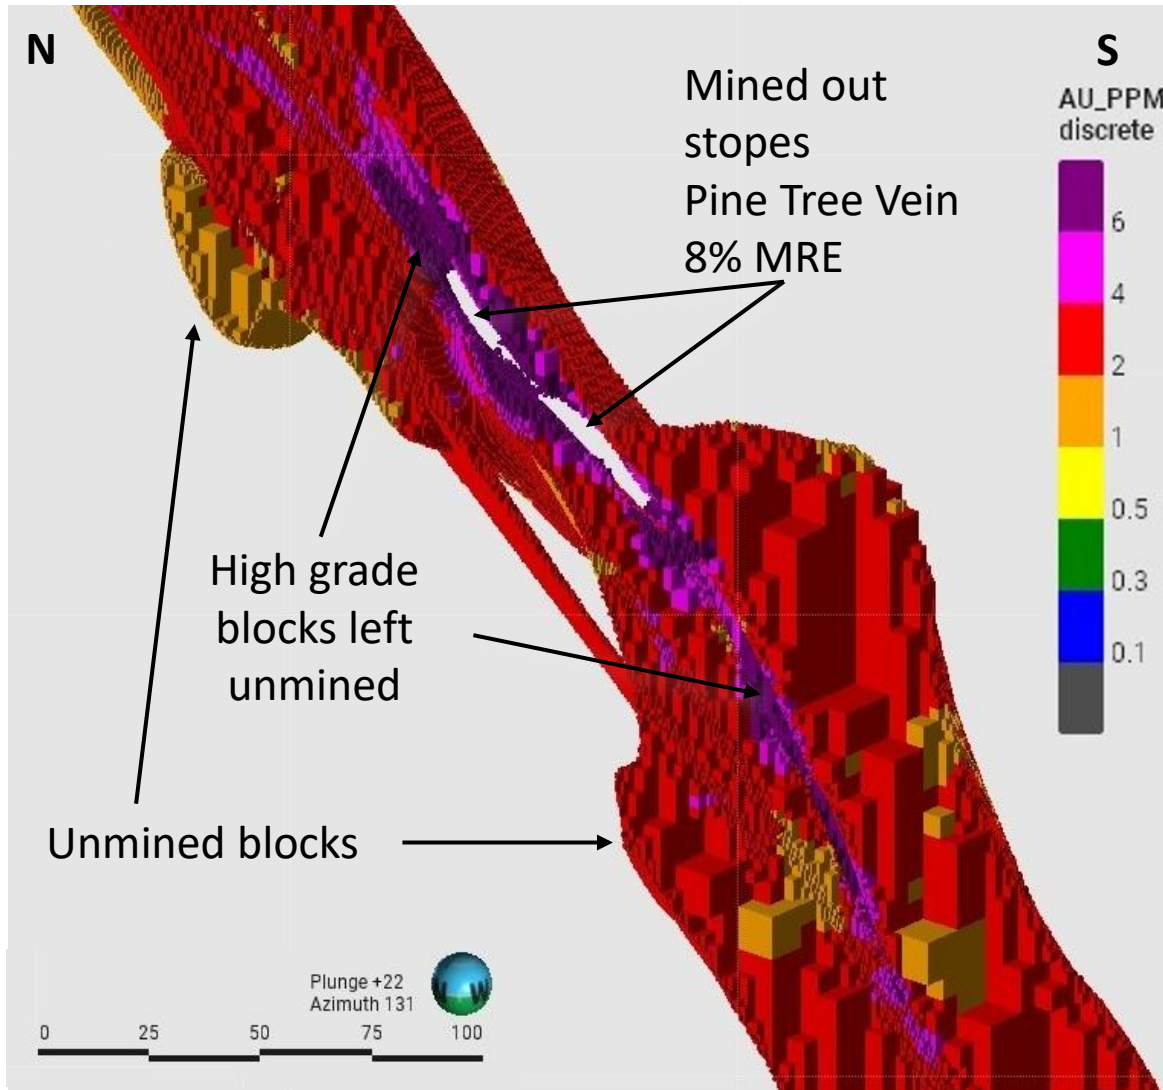 N
S
Mined out
stopes
Pine Tree Vein
8% MRE
AU_PPM
discrete
6
4
2
1
0.5
0.3
0.1
High grade
blocks left
unmined
Unmined blocks
Plunge +22
Azimuth 131
0 25 50 75 100